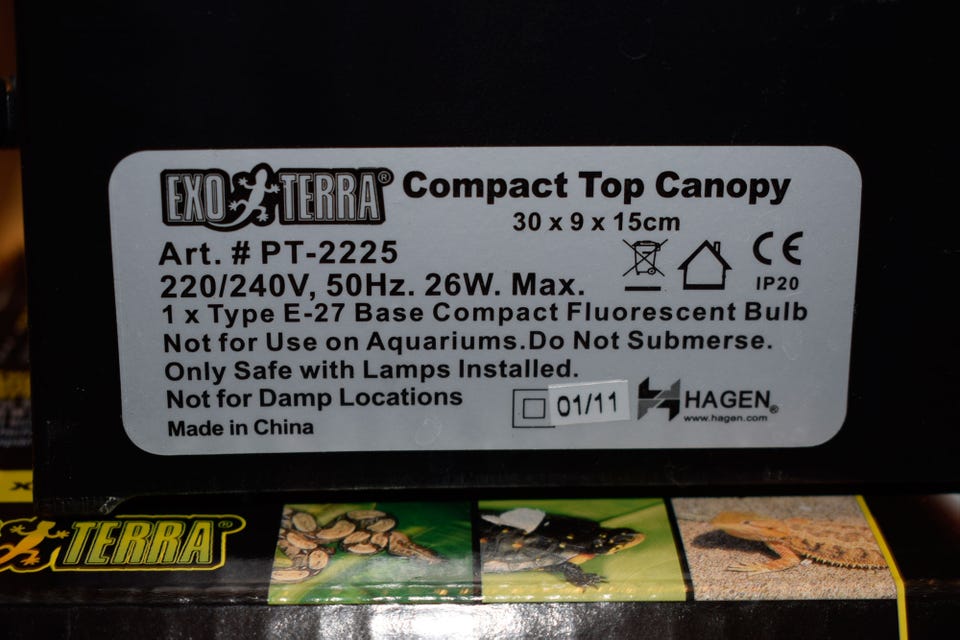 EXO TERRA® Compact Top Canopy
30 x 9 x 15cm
Art. # PT-2225
CE
220/240V, 50Hz. 26W. Max.
IP20
1 x Type E-27 Base Compact Fluorescent Bulb
Not for Use on Aquariums.Do Not Submerse.
Only Safe with Lamps Installed.
Not for Damp Locations
01/11
HAGEN®
www.hagen.com
Made in China
TERRA®